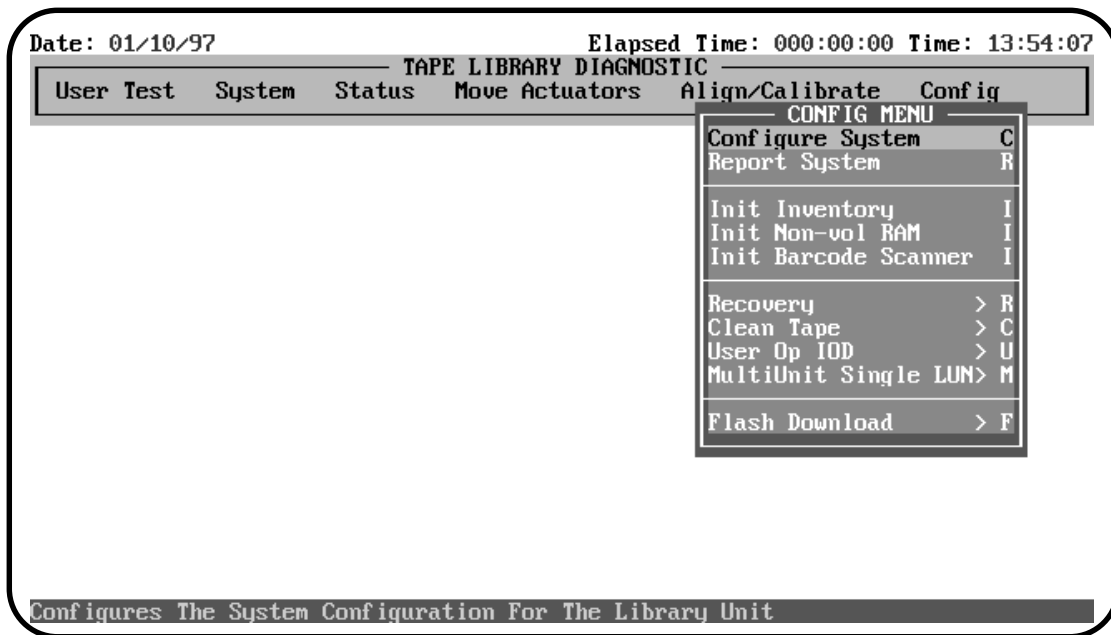 Date: 01/10/97 Elapsed Time: 000:00:00 Time: 13:54:07
TAPE LIBRARY DIAGNOSTIC
User Test System Status Move Actuators Align/Calibrate Config
CONFIG MENU
Configure System C
Report System R
Init Inventory I
Init Non-vol RAM I
Init Barcode Scanner I
Recovery > R
Clean Tape > C
User Op IOD > U
MultiUnit Single LUN> M
Flash Download > F
Configures The System Configuration For The Library Unit